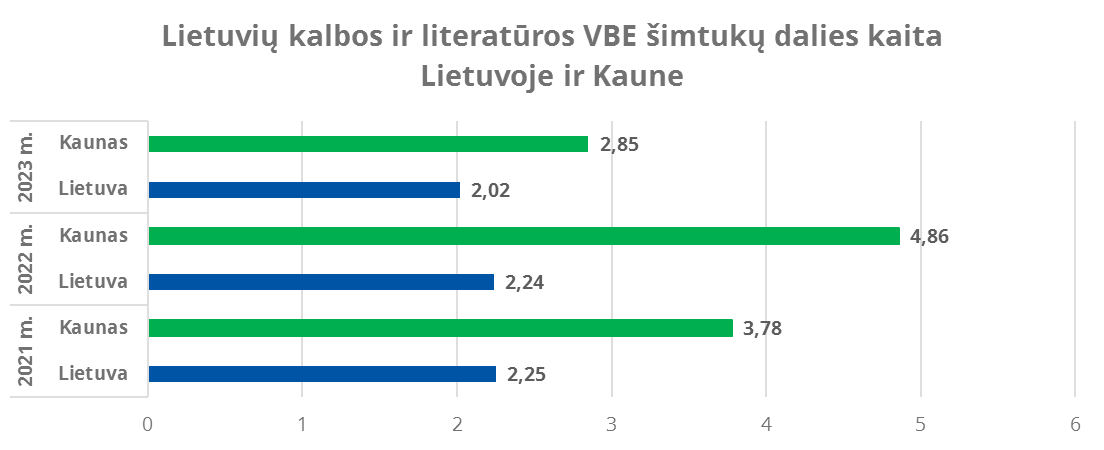 Lietuvių kalbos ir literatūros VBE šimtukų dalies kaita
Lietuvoje ir Kaune
2023 m.
Kaunas
2,85
Lietuva
2,02
2022 m.
Kaunas
4,86
Lietuva
2,24
2021 m.
Kaunas
3,78
Lietuva
2,25
0 1 2 3 4 5 6